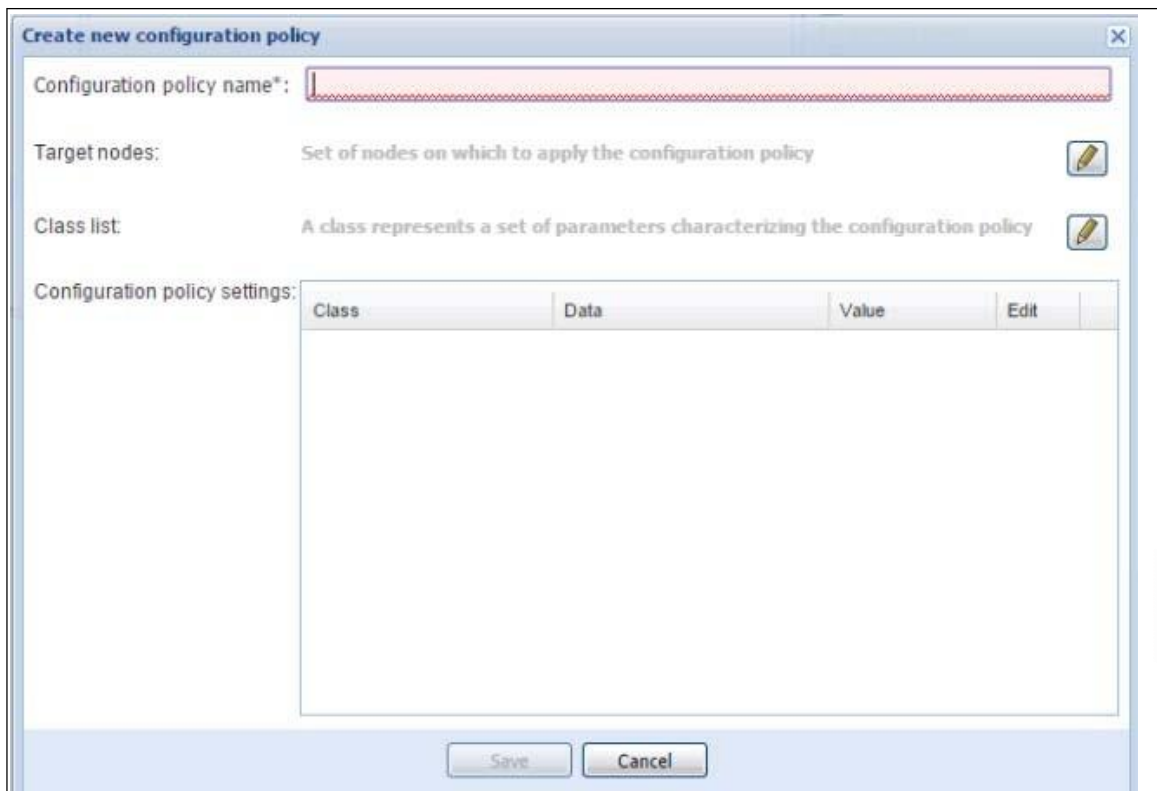 Create new configuration policy
Configuration policy name*:
Target nodes: Set of nodes on which to apply the configuration policy
Class list: A class represents a set of parameters characterizing the configuration policy
Configuration policy settings:
Class Data Value Edit
Save Cancel